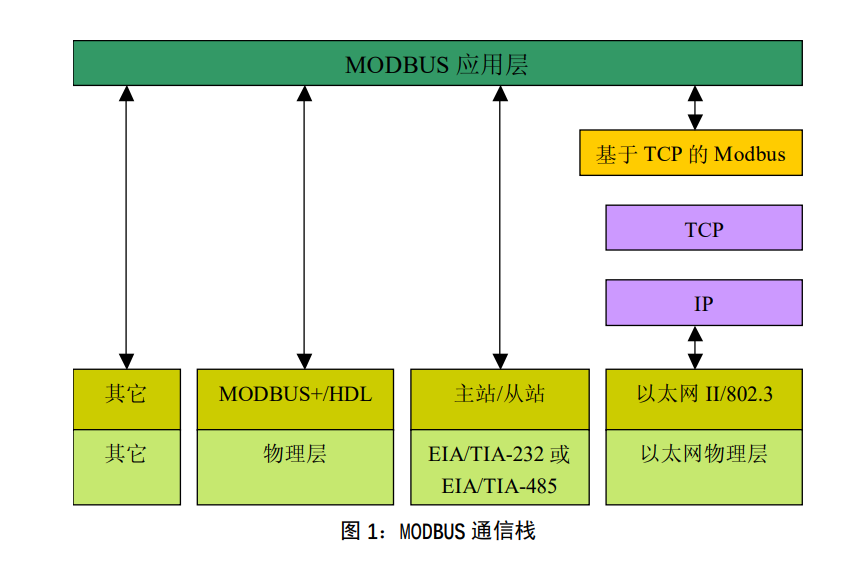 MODBUS 应用层
基于 TCP 的 Modbus
TCP
IP
其它
MODBUS+/HDL
主站/从站
以太网 II/802.3
其它
物理层
EIA/TIA-232 或
EIA/TIA-485
以太网物理层
图 1：MODBUS 通信栈